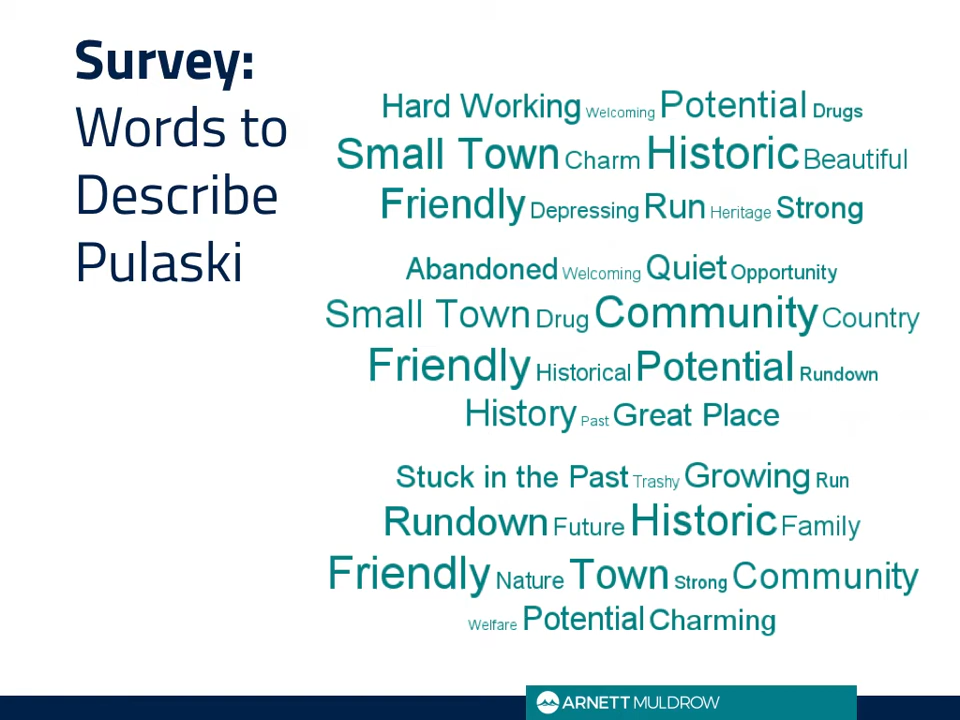 Survey:
Words to
Describe
Pulaski
Hard Working Welcoming Potential Drugs
Small Town Charm Historic Beautiful
Friendly Depressing Run Heritage Strong
Abandoned Welcoming Quiet Opportunity
Small Town Drug Community Country
Friendly Historical Potential Rundown
History Past Great Place
Stuck in the Past Trashy Growing Run
Rundown Future Historic Family
Friendly Nature Town Strong Community
Welfare Potential Charming
ARNETT MULDROW